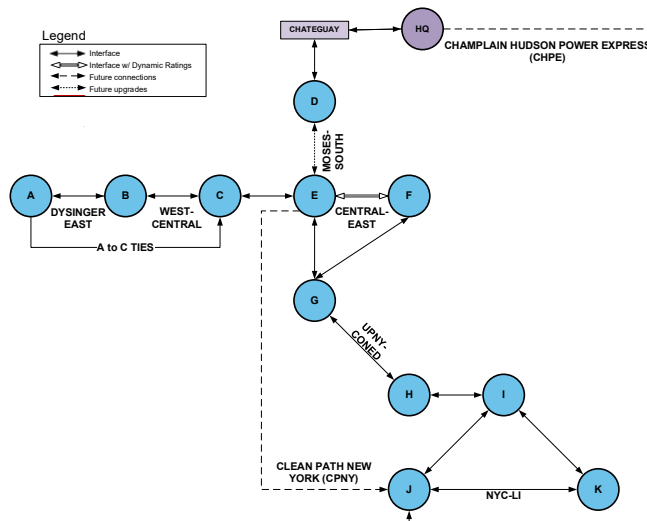 Legend
Interface
Interface w/ Dynamic Ratings
Future connections
Future upgrades
CHATEGUAY
HQ
CHAMPLAIN HUDSON POWER EXPRESS
(CHPE)
D
MOSES-
SOUTH
A
B
C
E
F
DYSINGER
EAST
WEST-
CENTRAL
CENTRAL-
EAST
A to C TIES
G
UPNY-
CONED
H
I
CLEAN PATH NEW
YORK (CPNY)
J
NYC-LI
K